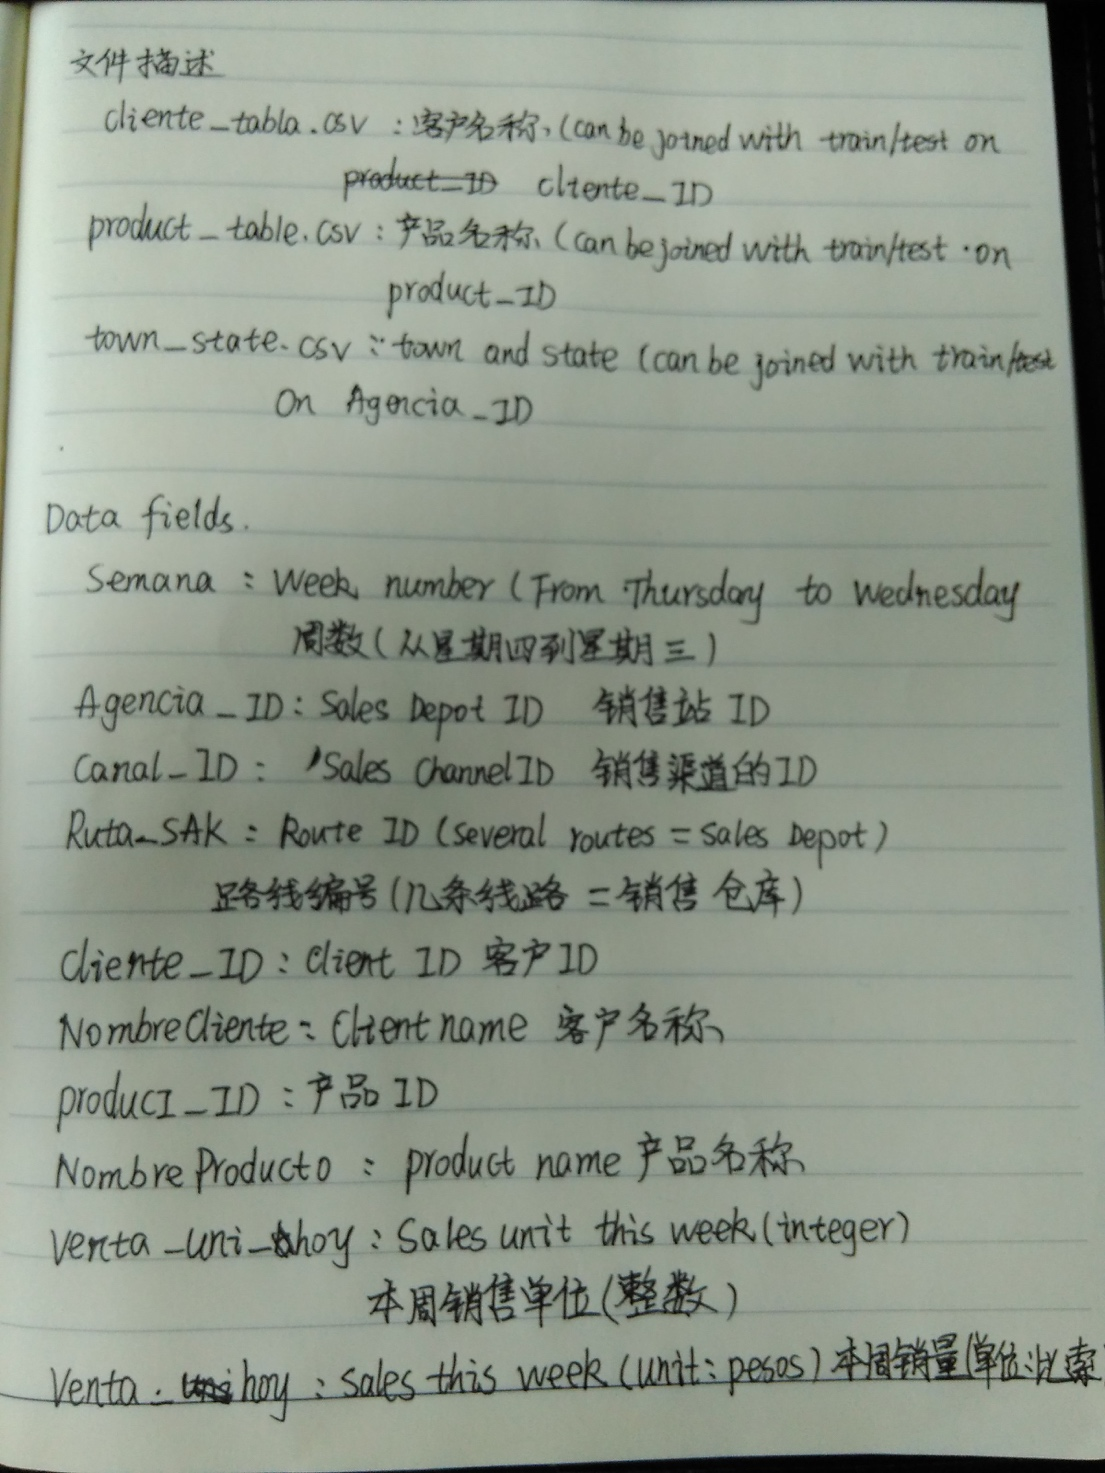 文件描述
cliente_tabla.csv : 客户名称, (can be joined with train/test on
product_ID cliente_ID
product_table.csv : 产品名称, (can be joined with train/test on
product_ID
town_state.csv : town and state (can be joined with train/test
On Agencia_ID
Data fields.
Semana : Week number (From Thursday to Wednesday
周数(从星期四到星期三)
Agencia_ID : Sales Depot ID 销售站 ID
Canal_ID : Sales Channel ID 销售渠道的ID
Ruta_SAK : Route ID (several routes = Sales Depot)
路线编号(几条线路 = 销售仓库)
cliente_ID : Client ID 客户ID
NombreCliente : Client name 客户名称
product_ID : 产品 ID
NombreProducto : product name 产品名称
Venta_uni_hoy : Sales unit this week (integer)
本周销售单位(整数)
Venta_hoy : sales this week (unit: pesos) 本周销量(单位:比索